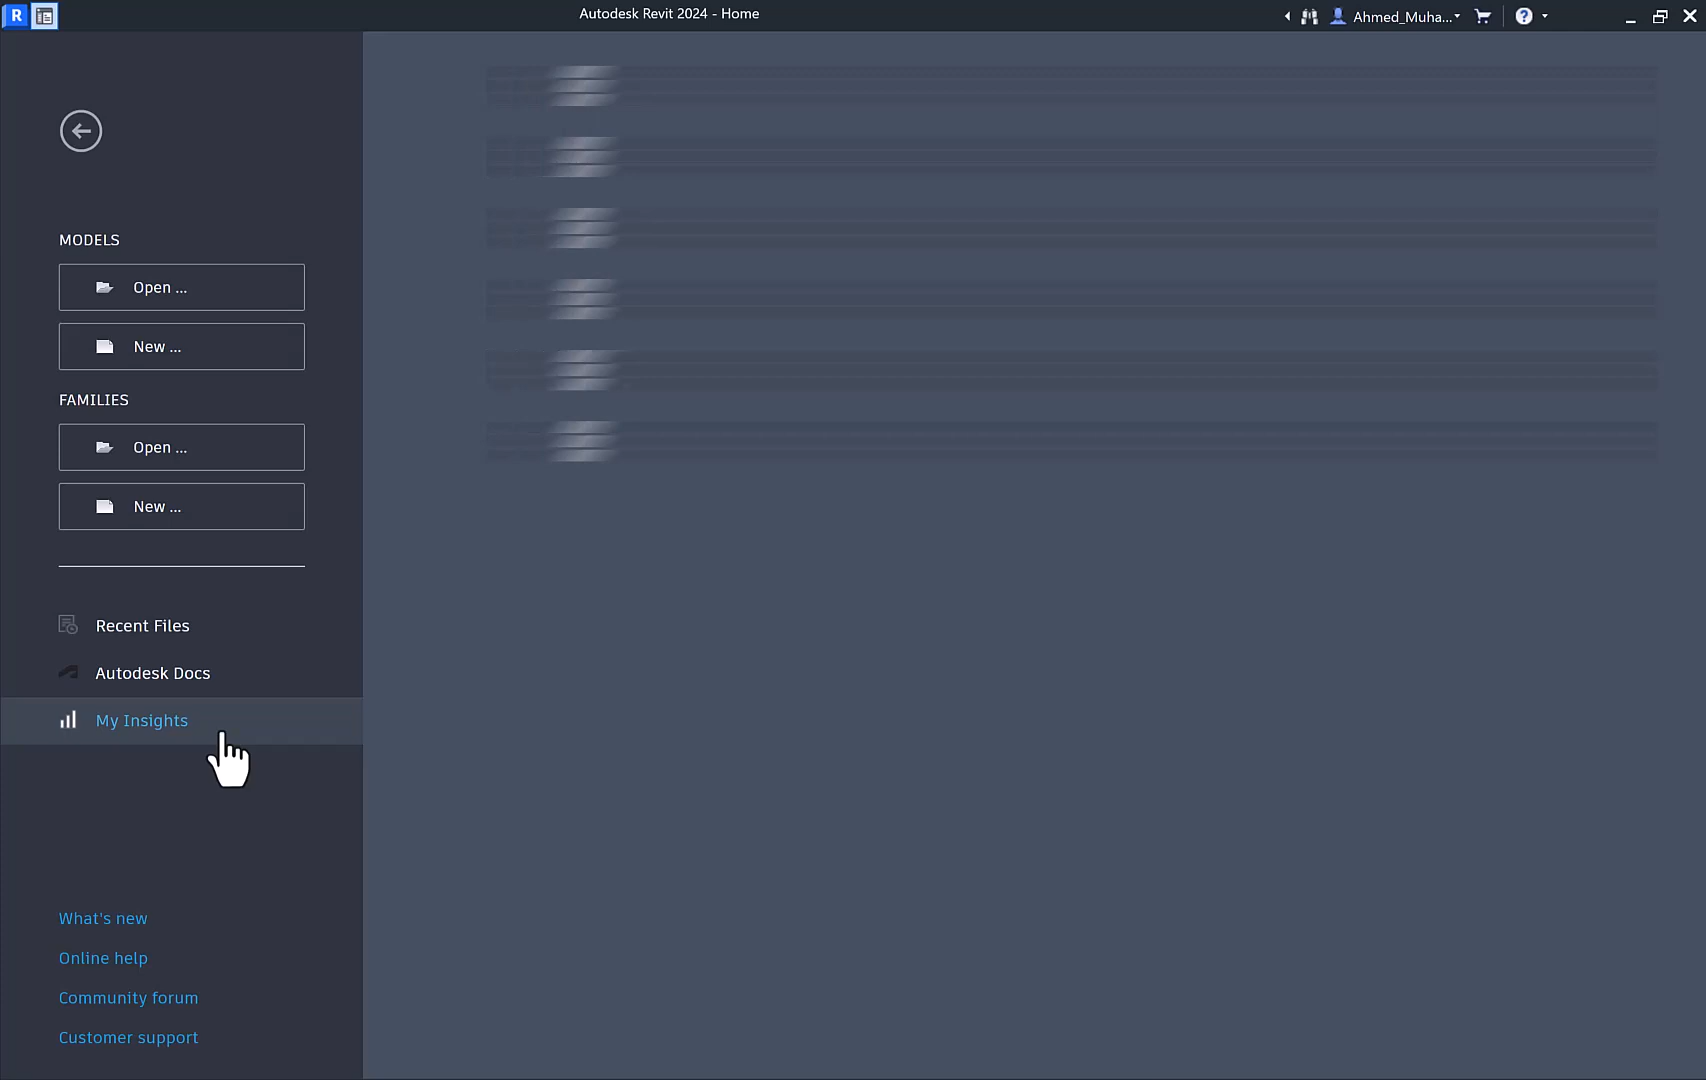 R
Autodesk Revit 2024 - Home
Ahmed_Muha...
?
MODELS
Open ...
New ...
FAMILIES
Open ...
New ...
Recent Files
Autodesk Docs
My Insights
What's new
Online help
Community forum
Customer support